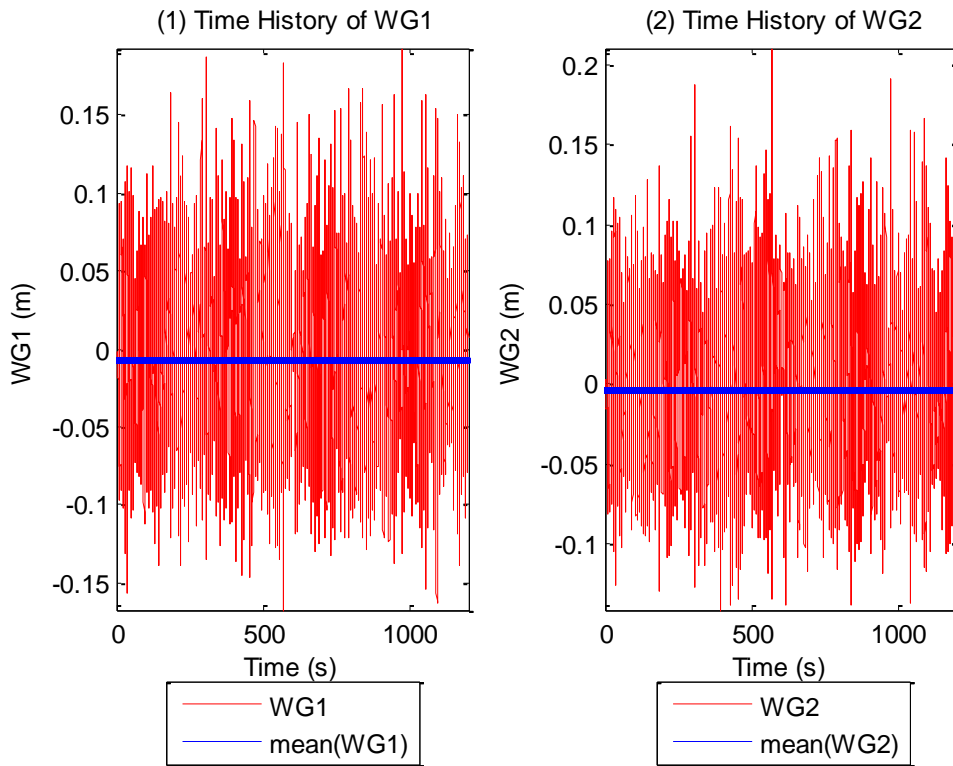 (1) Time History of WG1
0.15
0.1
0.05
0
-0.05
-0.1
-0.15
WG1 (m)
0 500 1000
Time (s)
WG1
mean(WG1)
(2) Time History of WG2
0.2
0.15
0.1
0.05
0
-0.05
-0.1
WG2 (m)
0 500 1000
Time (s)
WG2
mean(WG2)